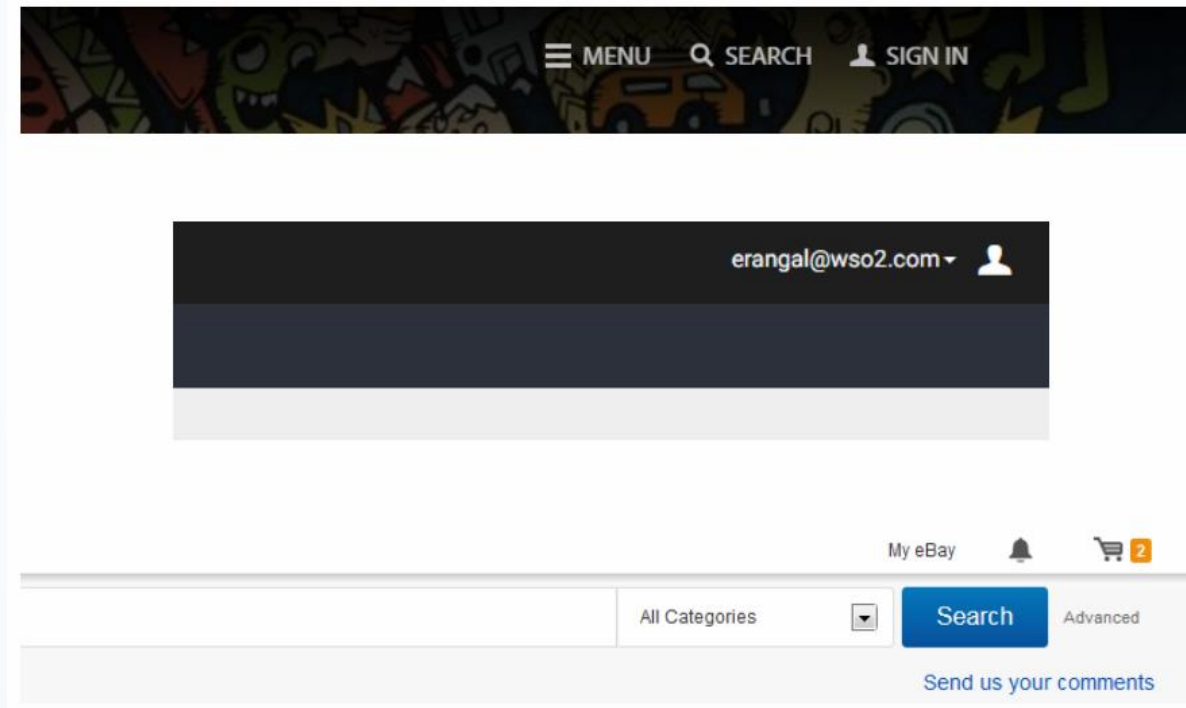 MENU SEARCH SIGN IN
erangal@wso2.com
My eBay 2
All Categories Search Advanced
Send us your comments